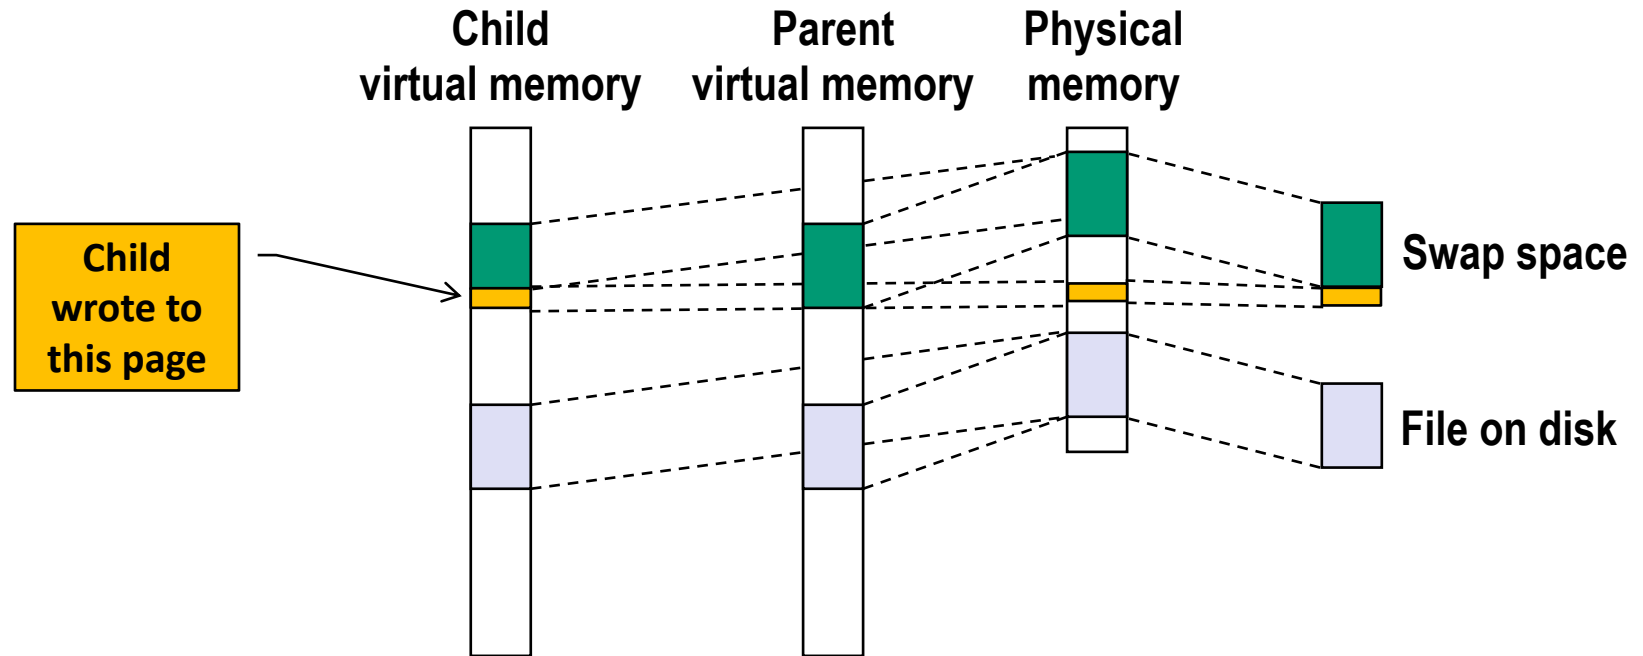 Child
virtual memory
Parent
virtual memory
Physical
memory
Child
wrote to
this page
Swap space
File on disk